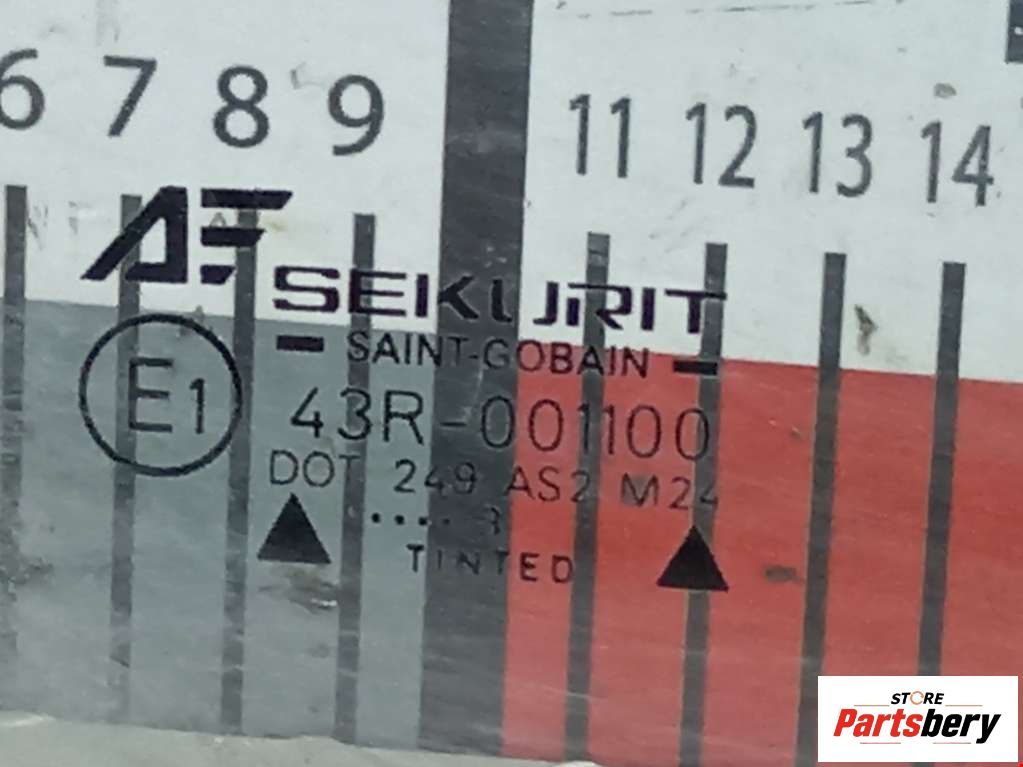 6 7 8 9 11 12 13 14
SEKURIT
SAINT-GOBAIN
E1 43R-001100
DOT 249 AS2 M24
..... 3
TINTED
STORE
Partsbery